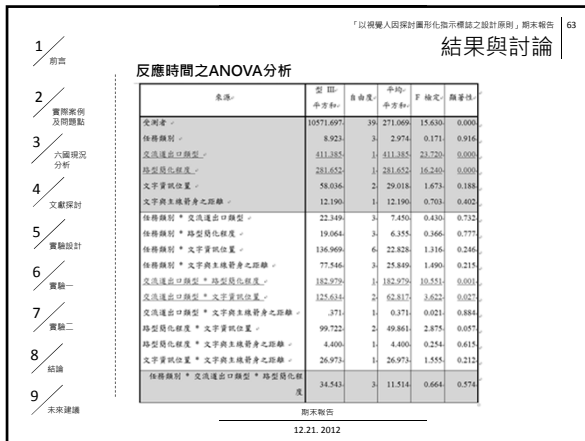 「以視覺人因探討圖形化指示標誌之設計原則」期末報告 63
結果與討論
1
前言
2
實際案例
及問題點
3
六國現況
分析
4
文獻探討
5
實驗設計
6
實驗一
7
實驗二
8
結論
9
未來建議
反應時間之ANOVA分析
來源 型 III 平方和 自由度 平均平方和 F 檢定 顯著性
受測者 10571.697 39 271.069 15.630 0.000
任務類別 8.923 3 2.974 0.171 0.916
交流道出口類型 411.385 1 411.385 23.720 0.000
路型簡化程度 281.652 1 281.652 16.240 0.000
文字資訊位置 58.036 2 29.018 1.673 0.188
文字與主線箭身之距離 12.190 1 12.190 0.703 0.402
任務類別 * 交流道出口類型 22.349 3 7.450 0.430 0.732
任務類別 * 路型簡化程度 19.064 3 6.355 0.366 0.777
任務類別 * 文字資訊位置 136.969 6 22.828 1.316 0.246
任務類別 * 文字與主線箭身之距離 77.546 3 25.849 1.490 0.215
交流道出口類型 * 路型簡化程度 182.979 1 182.979 10.551 0.001
交流道出口類型 * 文字資訊位置 125.634 2 62.817 3.622 0.027
交流道出口類型 * 文字與主線箭身之距離 .371 1 0.371 0.021 0.884
路型簡化程度 * 文字資訊位置 99.722 2 49.861 2.875 0.057
路型簡化程度 * 文字與主線箭身之距離 4.400 1 4.400 0.254 0.615
文字資訊位置 * 文字與主線箭身之距離 26.973 1 26.973 1.555 0.212
任務類別 * 交流道出口類型 * 路型簡化程度 34.543 3 11.514 0.664 0.574
期末報告
12.21. 2012